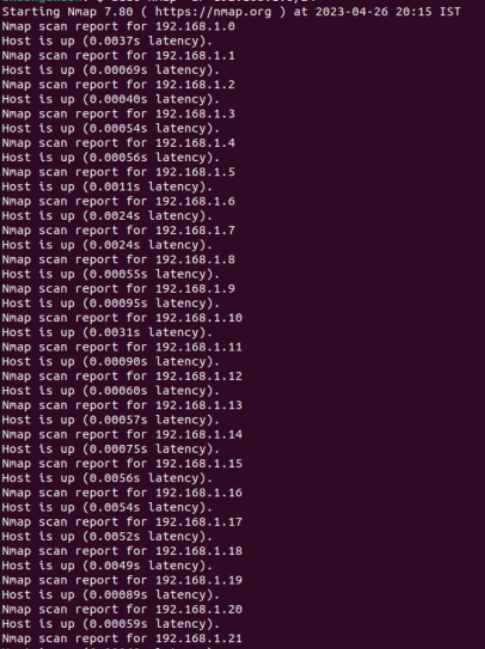 Starting Nmap 7.80 ( https://nmap.org ) at 2023-04-26 20:15 IST
Nmap scan report for 192.168.1.0
Host is up (0.0037s latency).
Nmap scan report for 192.168.1.1
Host is up (0.00069s latency).
Nmap scan report for 192.168.1.2
Host is up (0.00040s latency).
Nmap scan report for 192.168.1.3
Host is up (0.00054s latency).
Nmap scan report for 192.168.1.4
Host is up (0.00056s latency).
Nmap scan report for 192.168.1.5
Host is up (0.0011s latency).
Nmap scan report for 192.168.1.6
Host is up (0.0024s latency).
Nmap scan report for 192.168.1.7
Host is up (0.0024s latency).
Nmap scan report for 192.168.1.8
Host is up (0.00055s latency).
Nmap scan report for 192.168.1.9
Host is up (0.00095s latency).
Nmap scan report for 192.168.1.10
Host is up (0.0031s latency).
Nmap scan report for 192.168.1.11
Host is up (0.00090s latency).
Nmap scan report for 192.168.1.12
Host is up (0.00060s latency).
Nmap scan report for 192.168.1.13
Host is up (0.00057s latency).
Nmap scan report for 192.168.1.14
Host is up (0.00075s latency).
Nmap scan report for 192.168.1.15
Host is up (0.0056s latency).
Nmap scan report for 192.168.1.16
Host is up (0.0054s latency).
Nmap scan report for 192.168.1.17
Host is up (0.0052s latency).
Nmap scan report for 192.168.1.18
Host is up (0.0049s latency).
Nmap scan report for 192.168.1.19
Host is up (0.00089s latency).
Nmap scan report for 192.168.1.20
Host is up (0.00059s latency).
Nmap scan report for 192.168.1.21